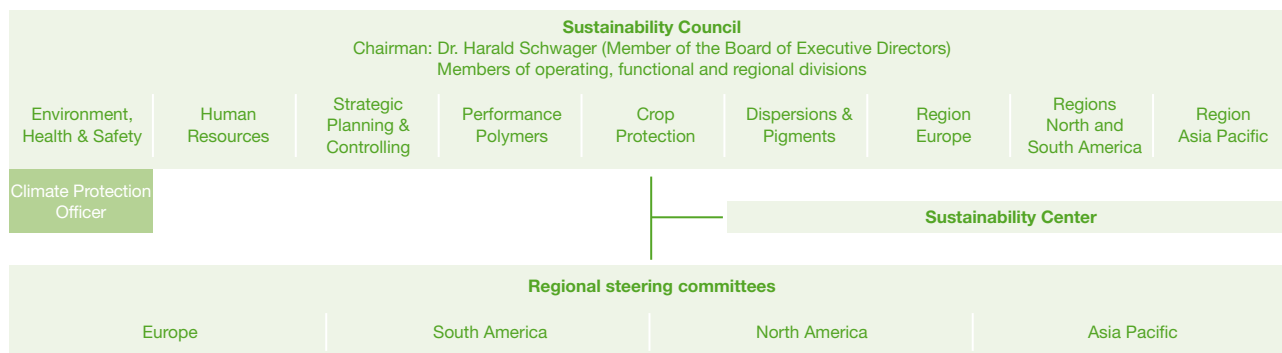 Sustainability Council
Chairman: Dr. Harald Schwager (Member of the Board of Executive Directors)
Members of operating, functional and regional divisions
Environment,
Health & Safety
Human
Resources
Strategic
Planning &
Controlling
Performance
Polymers
Crop
Protection
Dispersions &
Pigments
Region
Europe
Regions
North and
South America
Region
Asia Pacific
Climate Protection
Officer
Sustainability Center
Regional steering committees
Europe
South America
North America
Asia Pacific